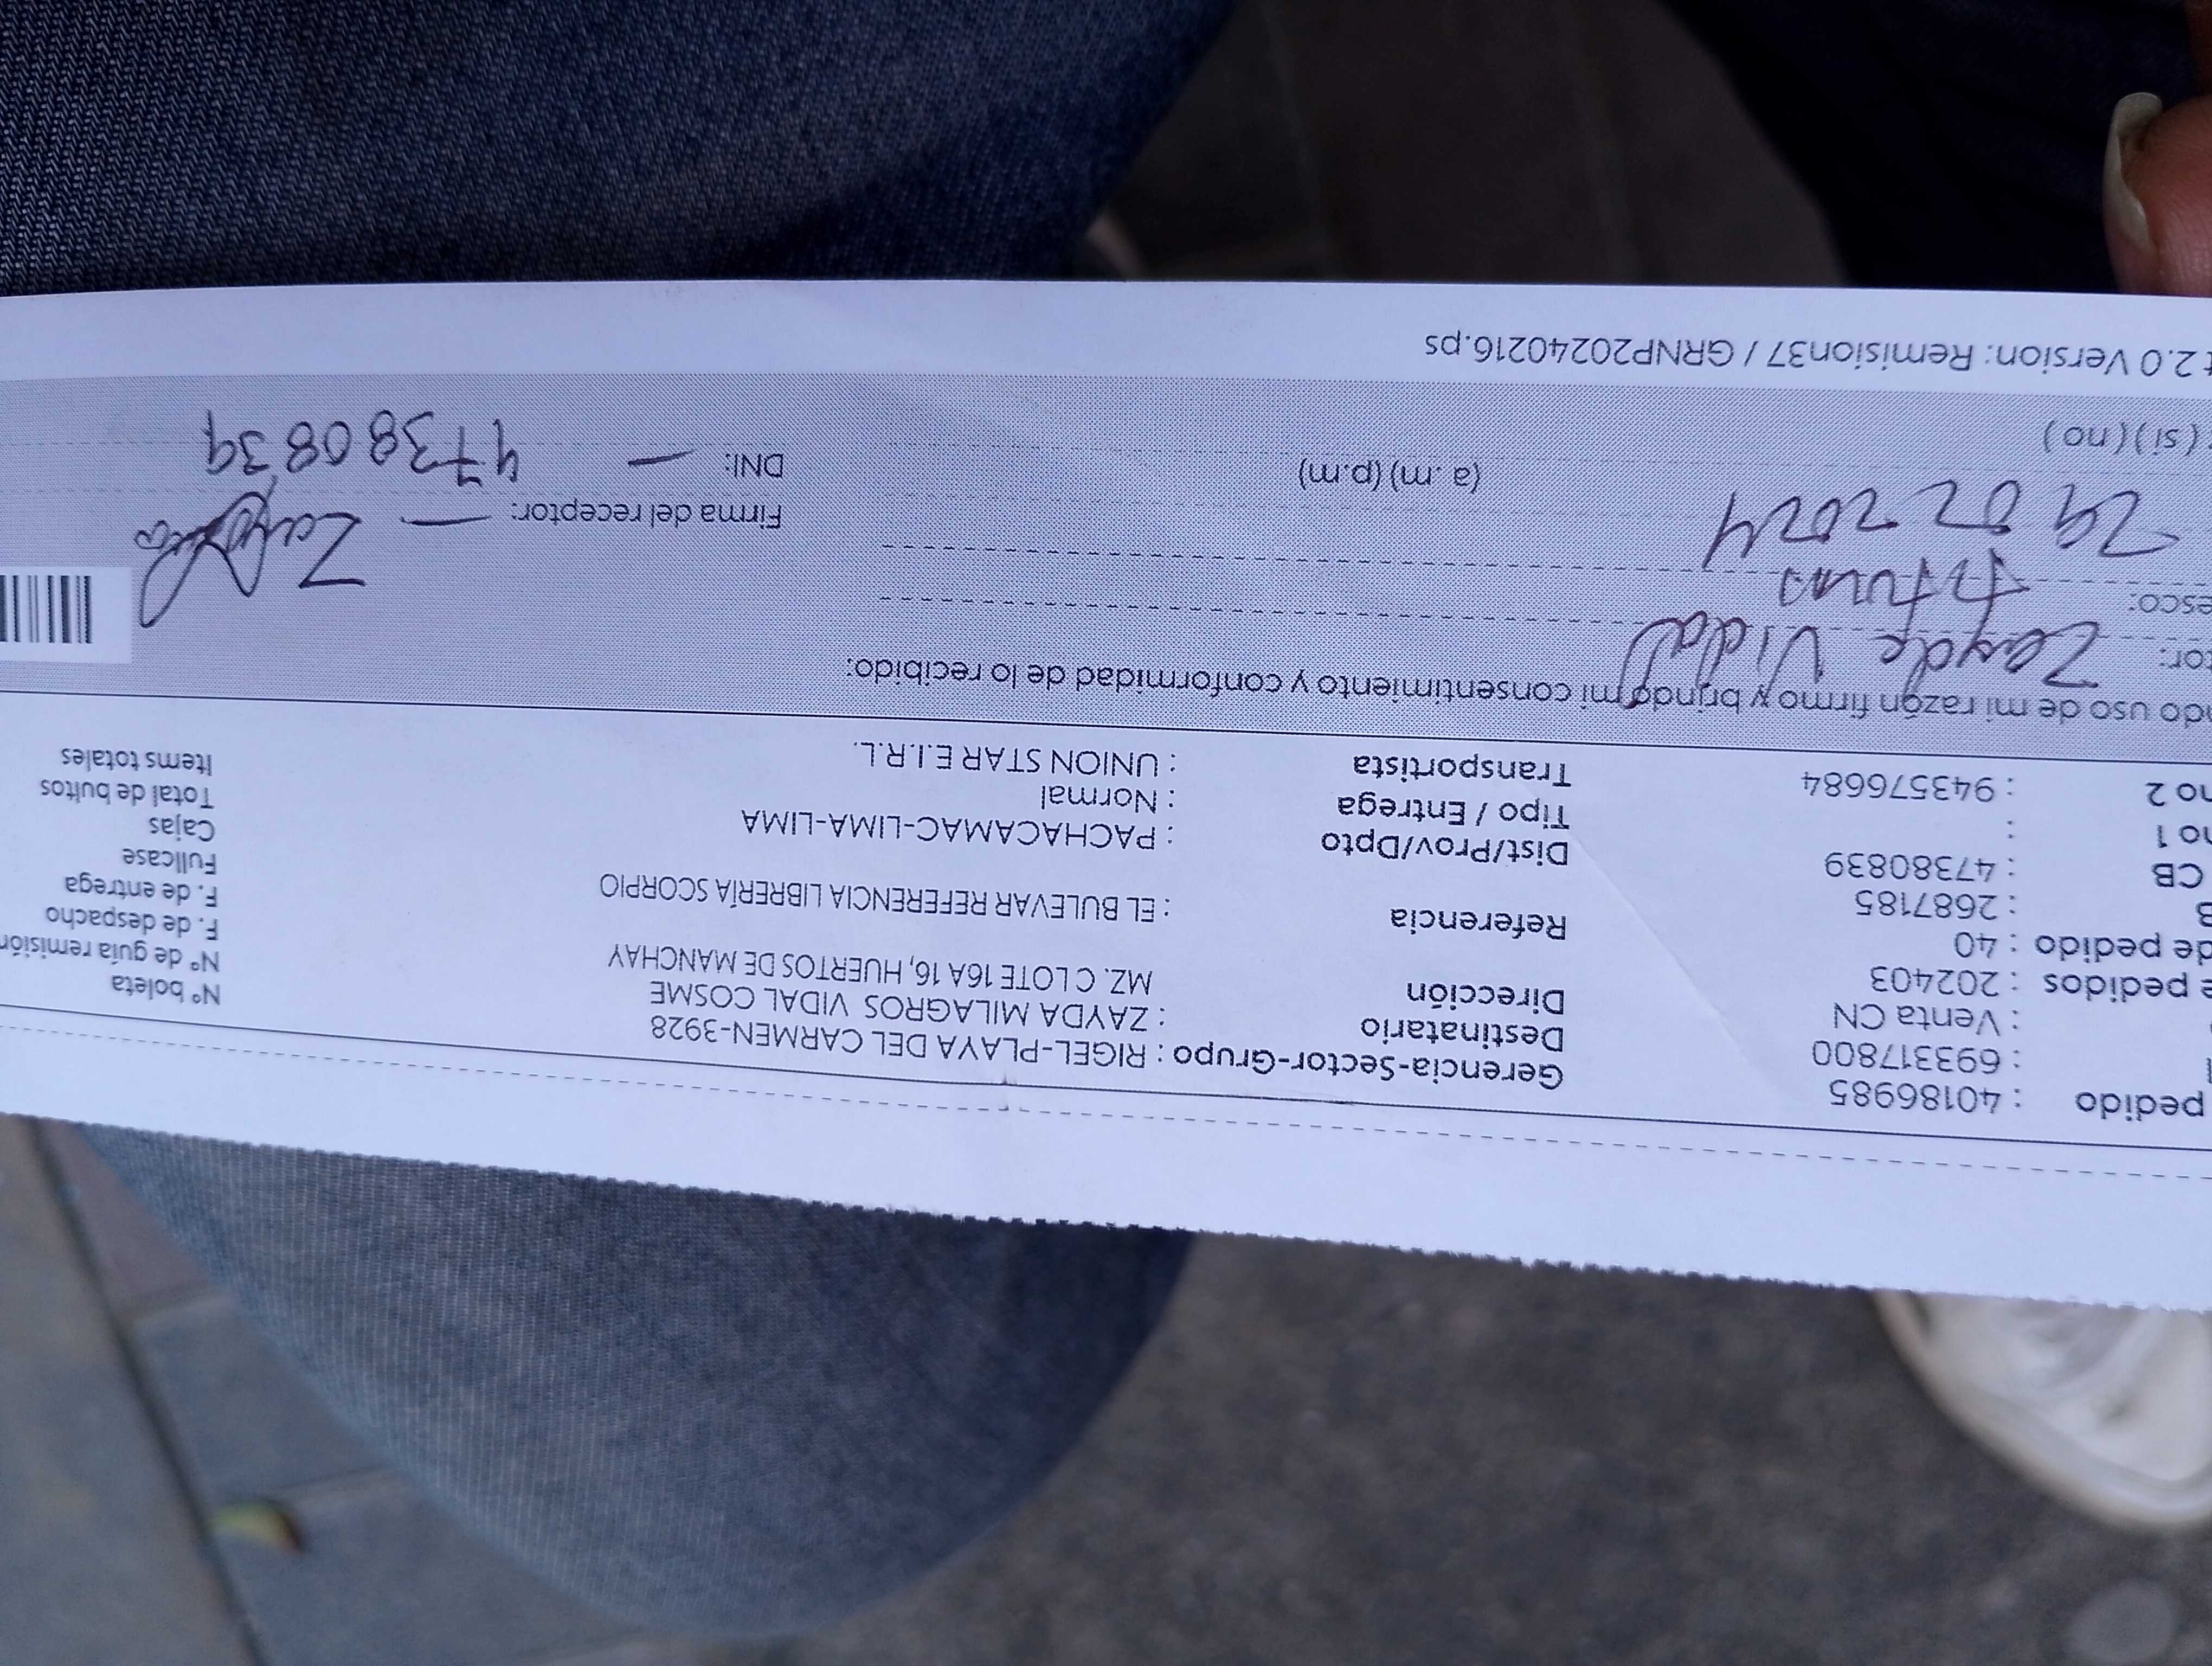 pedido : 40186985
: 693317800
: Venta CN
e pedidos : 202403
de pedido : 40
B : 2687185
CB : 47380839
no 1 :
no 2 : 943576684
Gerencia-Sector-Grupo : RIGEL-PLAYA DEL CARMEN-3928
Destinatario : ZAYDA MILAGROS VIDAL COSME
Dirección MZ. C LOTE 16A 16, HUERTOS DE MANCHAY
Referencia : EL BULEVAR REFERENCIA LIBRERÍA SCORPIO
Dist/Prov/Dpto : PACHACAMAC-LIMA-LIMA
Tipo / Entrega : Normal
Transportista : UNION STAR E.I.R.L.
N° boleta
N° de guía remisión
F. de despacho
F. de entrega
Fullcase
Cajas
Total de bultos
Items totales
ndo uso de mi razón firmo y brindo mi consentimiento y conformidad de lo recibido:
tor: Zayda Vidal
esco: titular
29 02 2024 (a.m) (p.m)
(si) (no)
Firma del receptor: — Zayda
DNI: — 47380839
t 2.0 Version: Remision37 / GRNP20240216.ps